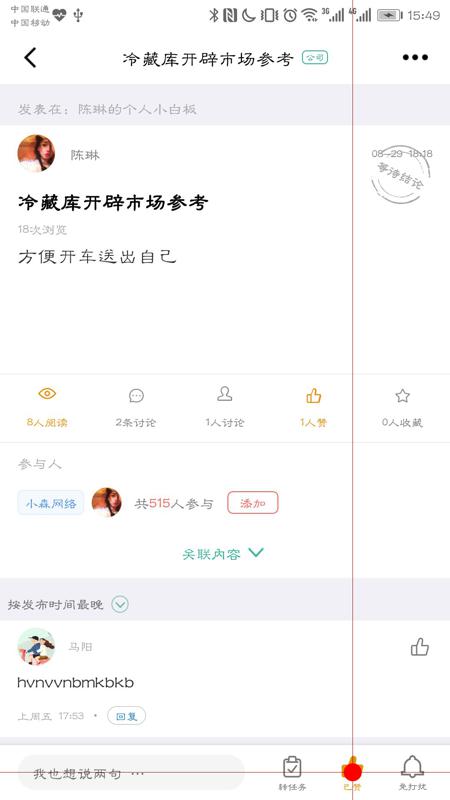 中国联通
中国移动
3G 4G 15:49
冷藏库开辟市场参考 公司
发表在：陈琳的个人小白板
陈琳
08-29 18:18
等待结论
冷藏库开辟市场参考
18次浏览
方便开车送出自己
8人阅读 2条讨论 1人讨论 1人赞 0人收藏
参与人
小森网络 共515人参与 添加
关联内容
按发布时间最晚
马阳
hvnvvnbmkbkb
上周五 17:53 · 回复
我也想说两句 … 转任务 已赞 免打扰